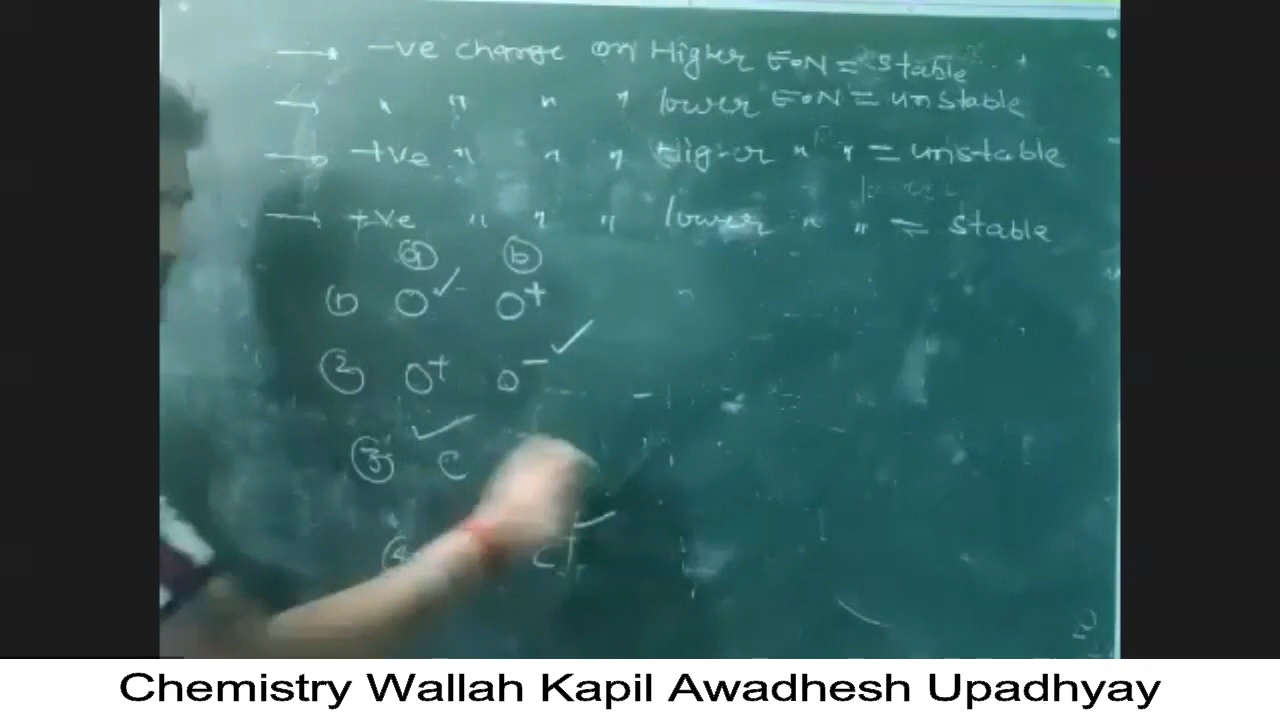 → -ve charge on Higher E.N = Stable
→ " " " " lower E.N = unstable
→ +ve " " " Higher " " = unstable
→ +ve " " " lower " " = stable
(a) (b)
(1) O⁻ ✓ O⁺
(2) O⁺ O⁻ ✓
(3) C ✓
(4) C ✓
Chemistry Wallah Kapil Awadhesh Upadhyay